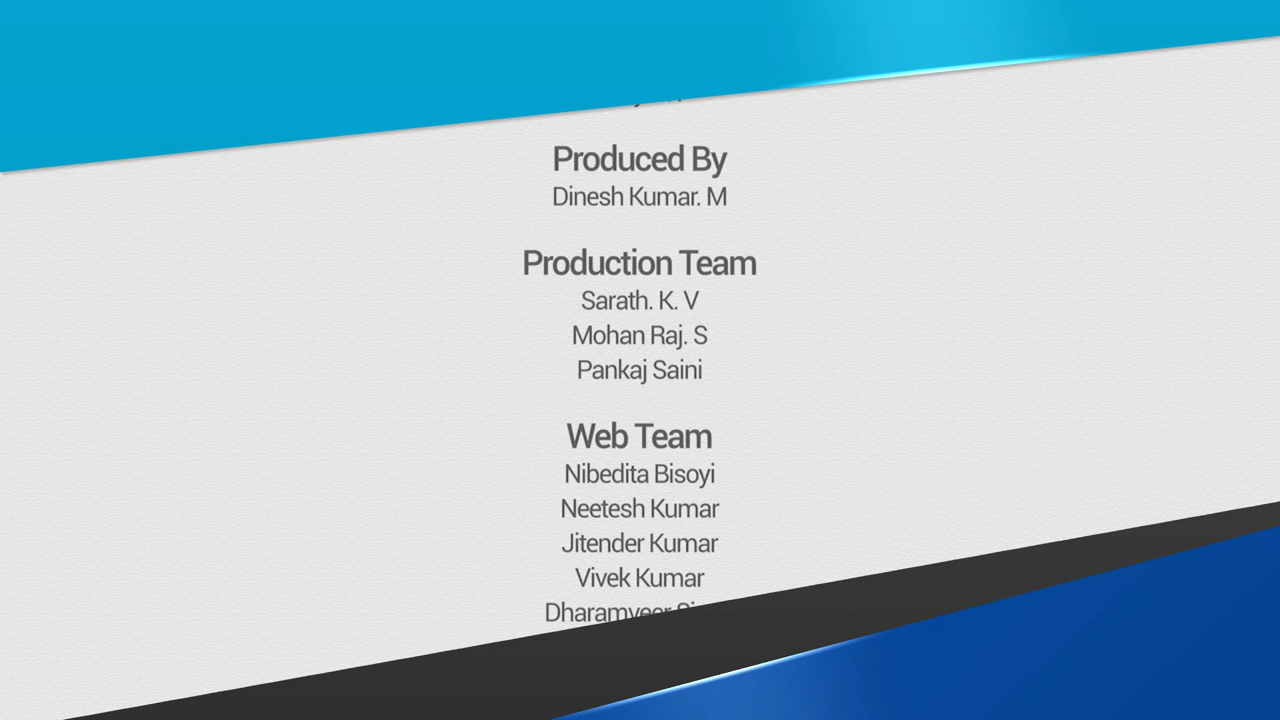 Produced By
Dinesh Kumar. M
Production Team
Sarath. K. V
Mohan Raj. S
Pankaj Saini
Web Team
Nibedita Bisoyi
Neetesh Kumar
Jitender Kumar
Vivek Kumar
Dharamveer